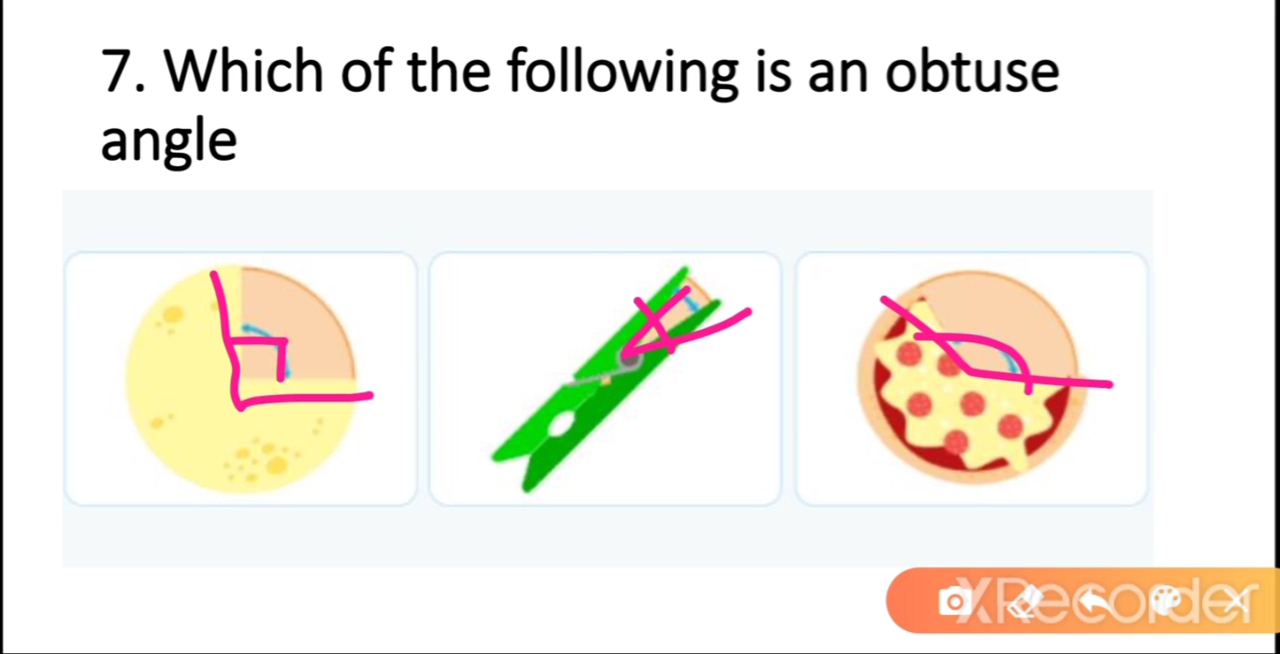 7. Which of the following is an obtuse
angle
XRecorder